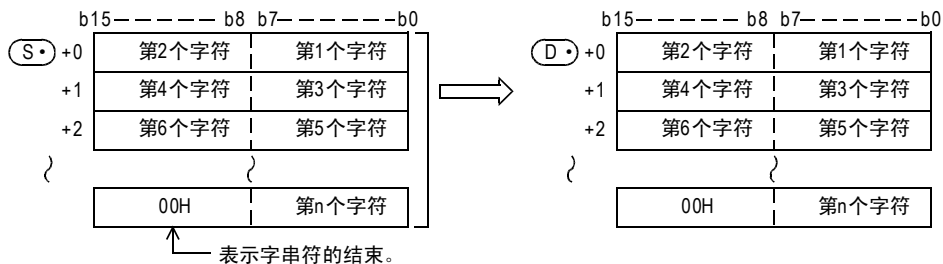 b15——————b8 b7——————b0 b15——————b8 b7——————b0
S• +0 第2个字符 第1个字符 D• +0 第2个字符 第1个字符
+1 第4个字符 第3个字符 +1 第4个字符 第3个字符
+2 第6个字符 第5个字符 +2 第6个字符 第5个字符
00H 第n个字符 00H 第n个字符
表示字串符的结束。